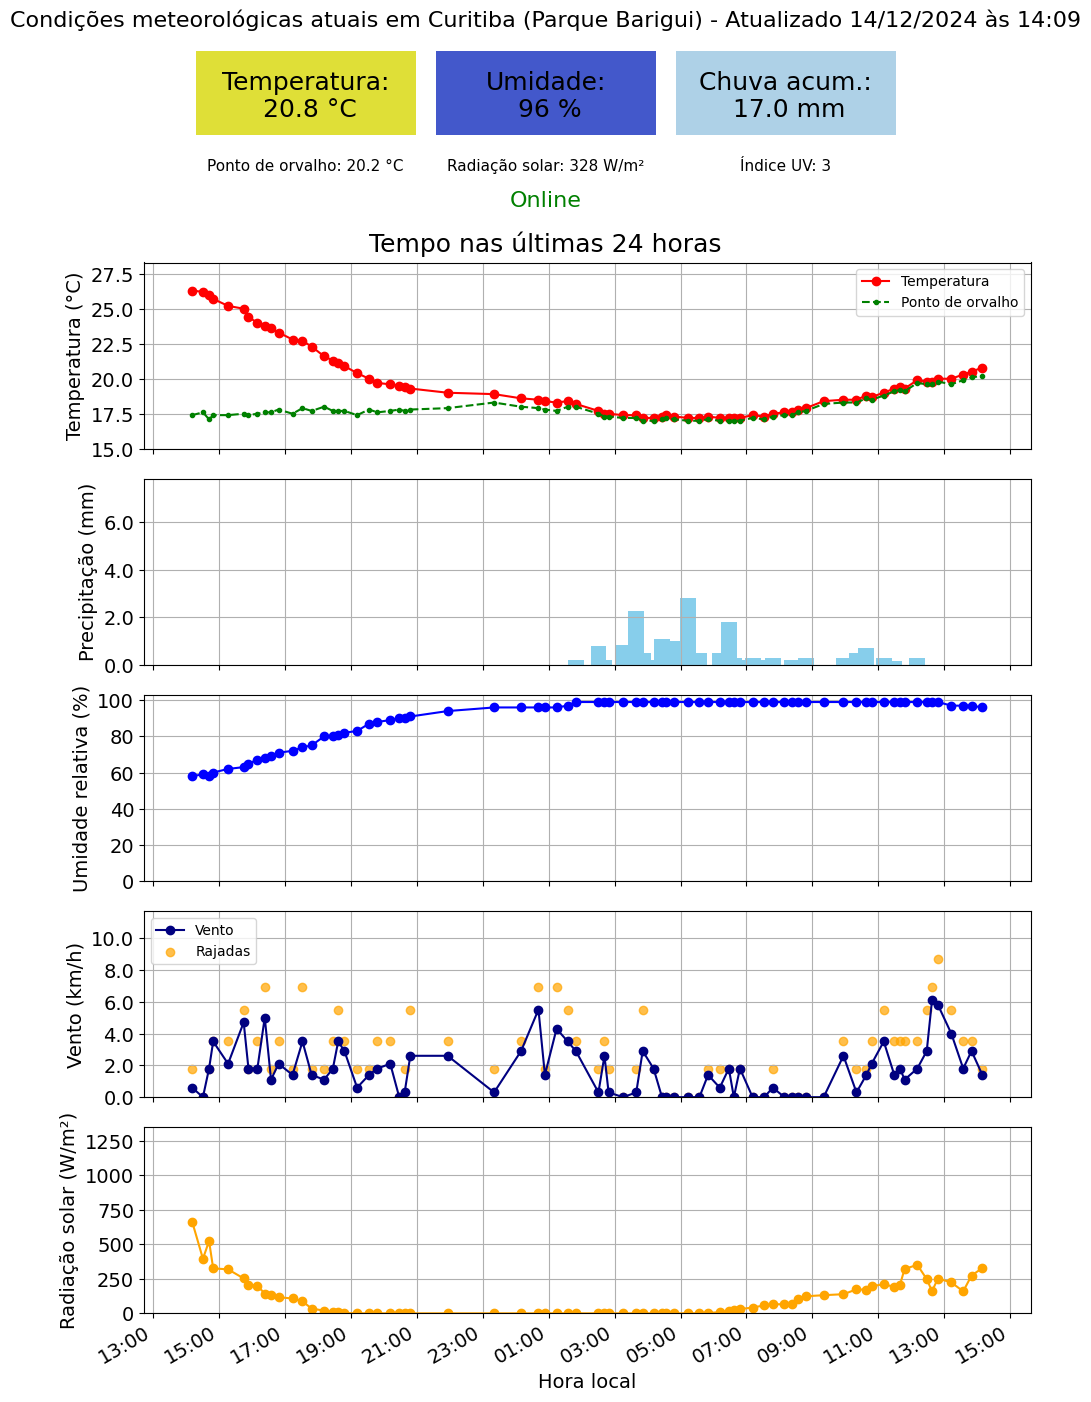 Condições meteorológicas atuais em Curitiba (Parque Barigui) - Atualizado 14/12/2024 às 14:09
Temperatura:
20.8 °C
Umidade:
96 %
Chuva acum.:
17.0 mm
Ponto de orvalho: 20.2 °C
Radiação solar: 328 W/m²
Índice UV: 3
Online
Tempo nas últimas 24 horas
Temperatura (°C)
27.5
25.0
22.5
20.0
17.5
15.0
Temperatura
Ponto de orvalho
Precipitação (mm)
6.0
4.0
2.0
0.0
Umidade relativa (%)
100
80
60
40
20
0
Vento (km/h)
10.0
8.0
6.0
4.0
2.0
0.0
Vento
Rajadas
Radiação solar (W/m²)
1250
1000
750
500
250
0
13:00
15:00
17:00
19:00
21:00
23:00
01:00
03:00
05:00
07:00
09:00
11:00
13:00
15:00
Hora local